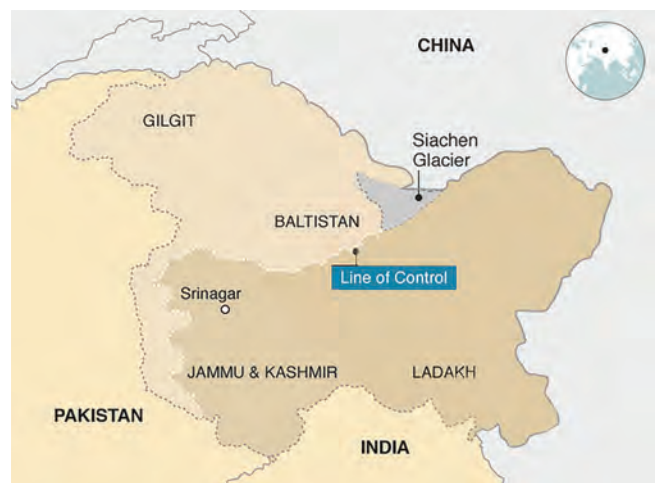 CHINA
GILGIT
Siachen
Glacier
BALTISTAN
Line of Control
Srinagar
JAMMU & KASHMIR
LADAKH
PAKISTAN
INDIA